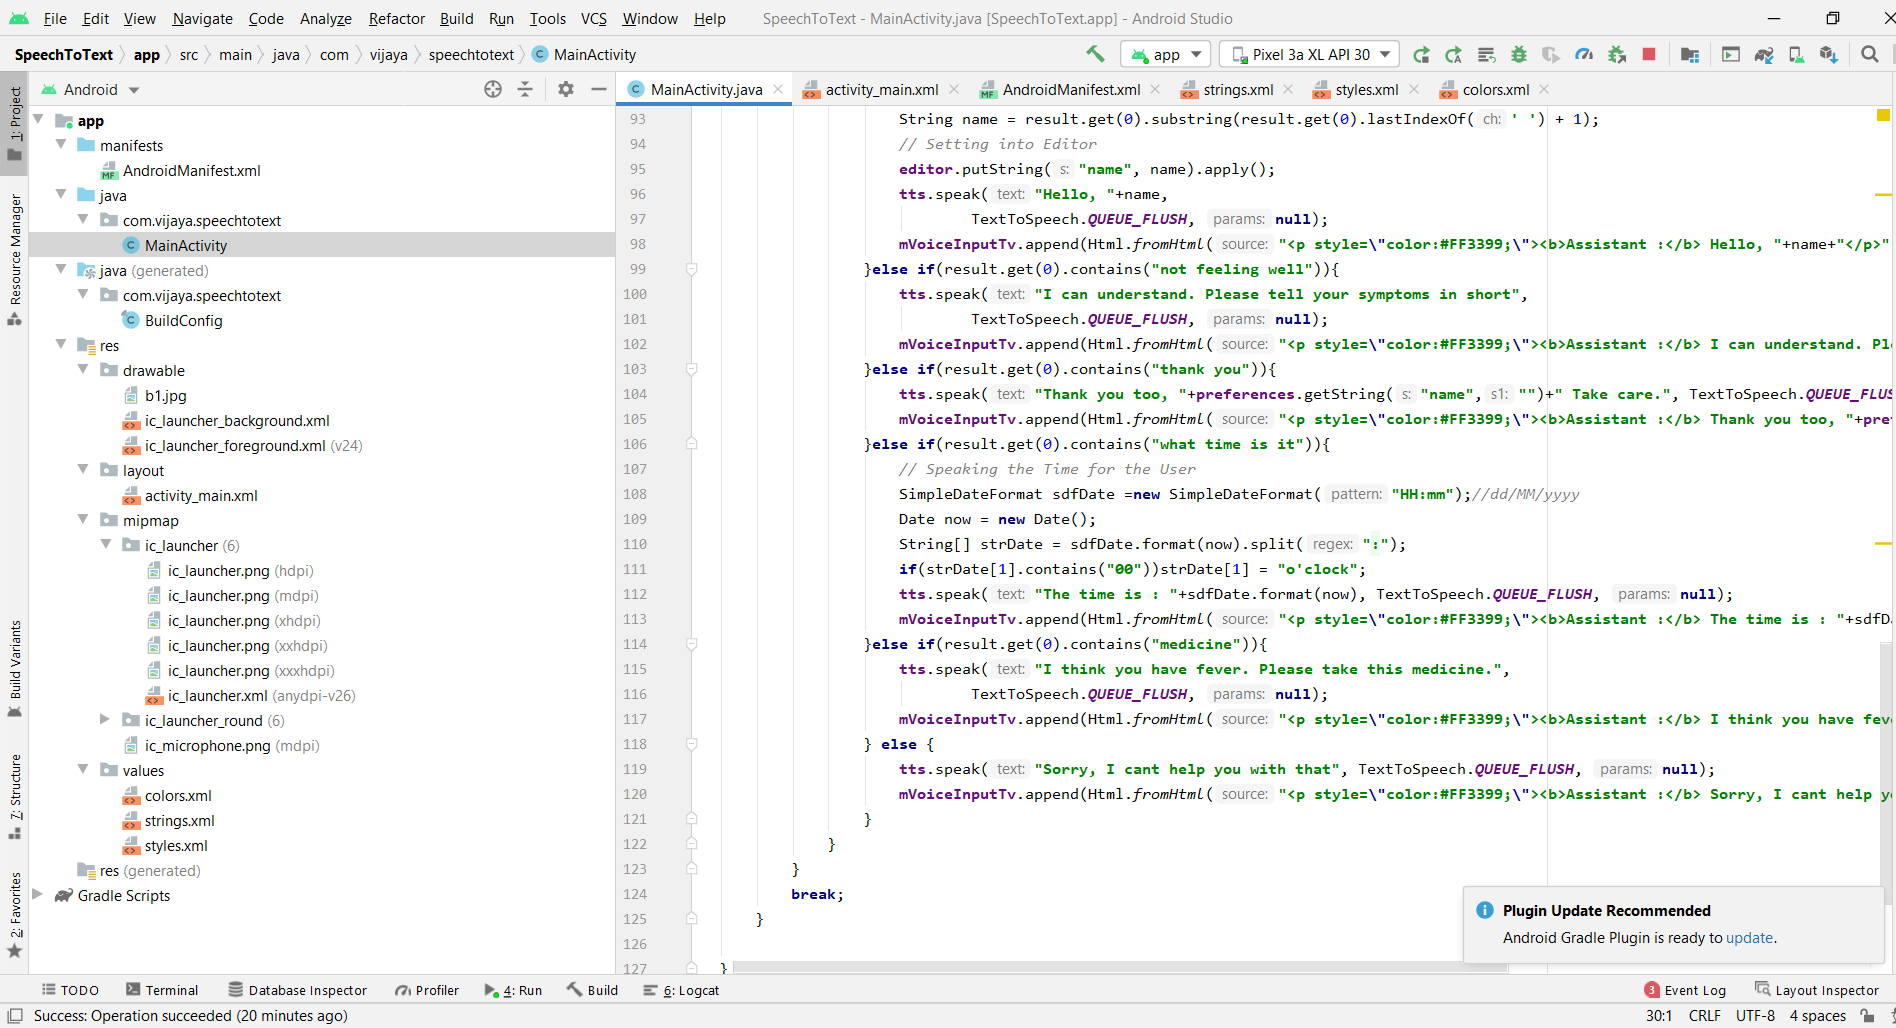 File Edit View Navigate Code Analyze Refactor Build Run Tools VCS Window Help SpeechToText - MainActivity.java [SpeechToText.app] - Android Studio
SpeechToText app src main java com vijaya speechtotext MainActivity app Pixel 3a XL API 30
Android
MainActivity.java activity_main.xml AndroidManifest.xml strings.xml styles.xml colors.xml
1: Project
Resource Manager
Build Variants
7: Structure
2: Favorites
app
manifests
AndroidManifest.xml
java
com.vijaya.speechtotext
MainActivity
java (generated)
com.vijaya.speechtotext
BuildConfig
res
drawable
b1.jpg
ic_launcher_background.xml
ic_launcher_foreground.xml (v24)
layout
activity_main.xml
mipmap
ic_launcher (6)
ic_launcher.png (hdpi)
ic_launcher.png (mdpi)
ic_launcher.png (xhdpi)
ic_launcher.png (xxhdpi)
ic_launcher.png (xxxhdpi)
ic_launcher.xml (anydpi-v26)
ic_launcher_round (6)
ic_microphone.png (mdpi)
values
colors.xml
strings.xml
styles.xml
res (generated)
Gradle Scripts
93 String name = result.get(0).substring(result.get(0).lastIndexOf( ch: ' ') + 1);
94 // Setting into Editor
95 editor.putString( s: "name", name).apply();
96 tts.speak( text: "Hello, "+name,
97 TextToSpeech.QUEUE_FLUSH, params: null);
98 mVoiceInputTv.append(Html.fromHtml( source: "<p style=\"color:#FF3399;\"><b>Assistant :</b> Hello, "+name+"</p>"
99 }else if(result.get(0).contains("not feeling well")){
100 tts.speak( text: "I can understand. Please tell your symptoms in short",
101 TextToSpeech.QUEUE_FLUSH, params: null);
102 mVoiceInputTv.append(Html.fromHtml( source: "<p style=\"color:#FF3399;\"><b>Assistant :</b> I can understand. Pl
103 }else if(result.get(0).contains("thank you")){
104 tts.speak( text: "Thank you too, "+preferences.getString( s: "name", s1: "")+" Take care.", TextToSpeech.QUEUE_FLUS
105 mVoiceInputTv.append(Html.fromHtml( source: "<p style=\"color:#FF3399;\"><b>Assistant :</b> Thank you too, "+pre
106 }else if(result.get(0).contains("what time is it")){
107 // Speaking the Time for the User
108 SimpleDateFormat sdfDate =new SimpleDateFormat( pattern: "HH:mm");//dd/MM/yyyy
109 Date now = new Date();
110 String[] strDate = sdfDate.format(now).split( regex: ":");
111 if(strDate[1].contains("00"))strDate[1] = "o'clock";
112 tts.speak( text: "The time is : "+sdfDate.format(now), TextToSpeech.QUEUE_FLUSH, params: null);
113 mVoiceInputTv.append(Html.fromHtml( source: "<p style=\"color:#FF3399;\"><b>Assistant :</b> The time is : "+sdfD
114 }else if(result.get(0).contains("medicine")){
115 tts.speak( text: "I think you have fever. Please take this medicine.",
116 TextToSpeech.QUEUE_FLUSH, params: null);
117 mVoiceInputTv.append(Html.fromHtml( source: "<p style=\"color:#FF3399;\"><b>Assistant :</b> I think you have fev
118 } else {
119 tts.speak( text: "Sorry, I cant help you with that", TextToSpeech.QUEUE_FLUSH, params: null);
120 mVoiceInputTv.append(Html.fromHtml( source: "<p style=\"color:#FF3399;\"><b>Assistant :</b> Sorry, I cant help y
121 }
122 }
123 }
124 break;
125 }
126
127 }
Plugin Update Recommended
Android Gradle Plugin is ready to update.
TODO Terminal Database Inspector Profiler 4: Run Build 6: Logcat 3 Event Log Layout Inspector
Success: Operation succeeded (20 minutes ago) 30:1 CRLF UTF-8 4 spaces